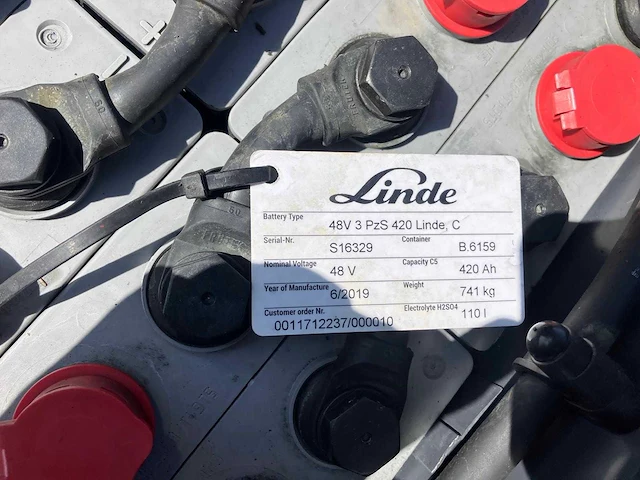 Linde
Battery Type 48V 3 PzS 420 Linde, C
Serial-Nr. S16329 Container B.6159
Nominal Voltage 48 V Capacity C5 420 Ah
Year of Manufacture 6/2019 Weight 741 kg
Customer order Nr. 0011712237/000010 Electrolyte H2SO4 110 l